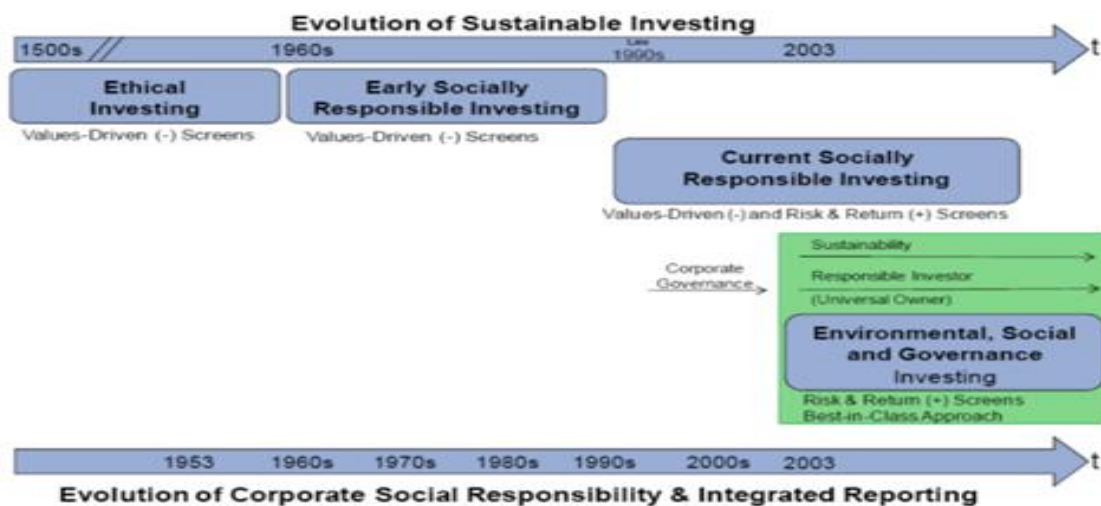 Evolution of Sustainable Investing
1500s // 1960s Late 1990s 2003 t
Ethical
Investing
Values-Driven (-) Screens
Early Socially
Responsible Investing
Values-Driven (-) Screens
Current Socially
Responsible Investing
Values-Driven (-) and Risk & Return (+) Screens
Corporate
Governance
Sustainability
Responsible Investor
(Universal Owner)
Environmental, Social
and Governance
Investing
Risk & Return (+) Screens
Best-in-Class Approach
1953 1960s 1970s 1980s 1990s 2000s 2003 t
Evolution of Corporate Social Responsibility & Integrated Reporting